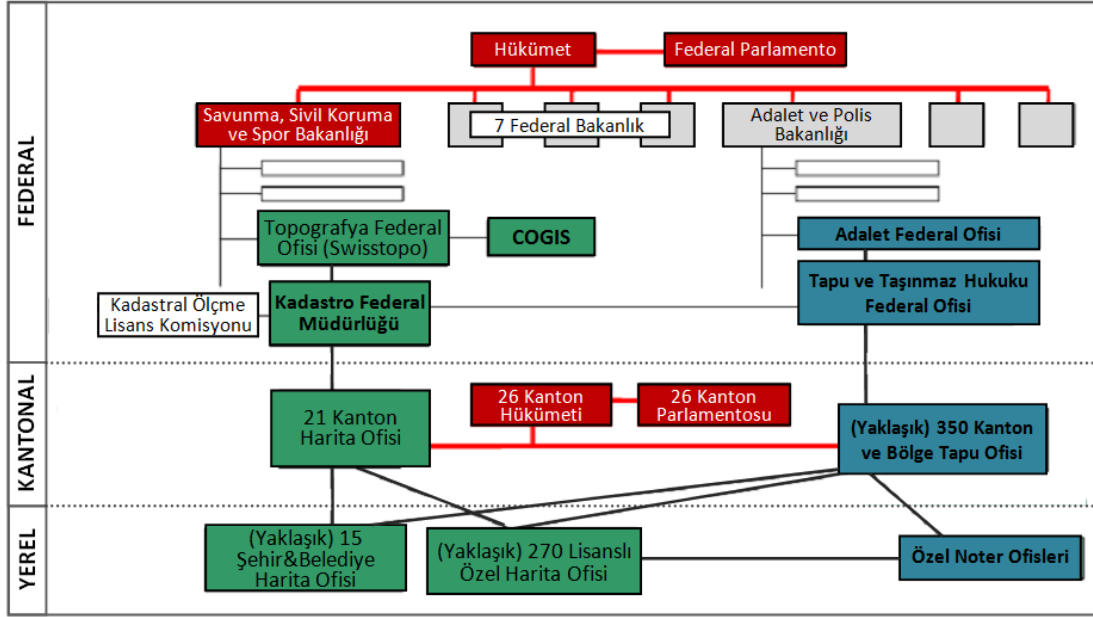 FEDERAL
Hükümet
Federal Parlamento
Savunma, Sivil Koruma
ve Spor Bakanlığı
7 Federal Bakanlık
Adalet ve Polis
Bakanlığı
Topografya Federal
Ofisi (Swisstopo)
COGIS
Adalet Federal Ofisi
Kadastral Ölçme
Lisans Komisyonu
Kadastro Federal
Müdürlüğü
Tapu ve Taşınmaz Hukuku
Federal Ofisi
KANTONAL
21 Kanton
Harita Ofisi
26 Kanton
Hükümeti
26 Kanton
Parlamentosu
(Yaklaşık) 350 Kanton
ve Bölge Tapu Ofisi
YEREL
(Yaklaşık) 15
Şehir&Belediye
Harita Ofisi
(Yaklaşık) 270 Lisanslı
Özel Harita Ofisi
Özel Noter Ofisleri